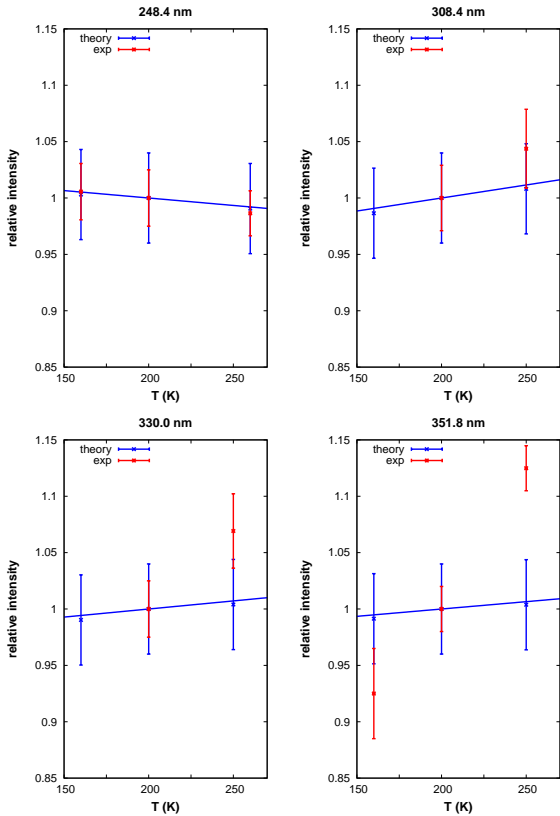 248.4 nm
theory
exp
relative intensity
1.15
1.1
1.05
1
0.95
0.9
0.85
150 200 250
T (K)
308.4 nm
theory
exp
relative intensity
1.15
1.1
1.05
1
0.95
0.9
0.85
150 200 250
T (K)
330.0 nm
theory
exp
relative intensity
1.15
1.1
1.05
1
0.95
0.9
0.85
150 200 250
T (K)
351.8 nm
theory
exp
relative intensity
1.15
1.1
1.05
1
0.95
0.9
0.85
150 200 250
T (K)